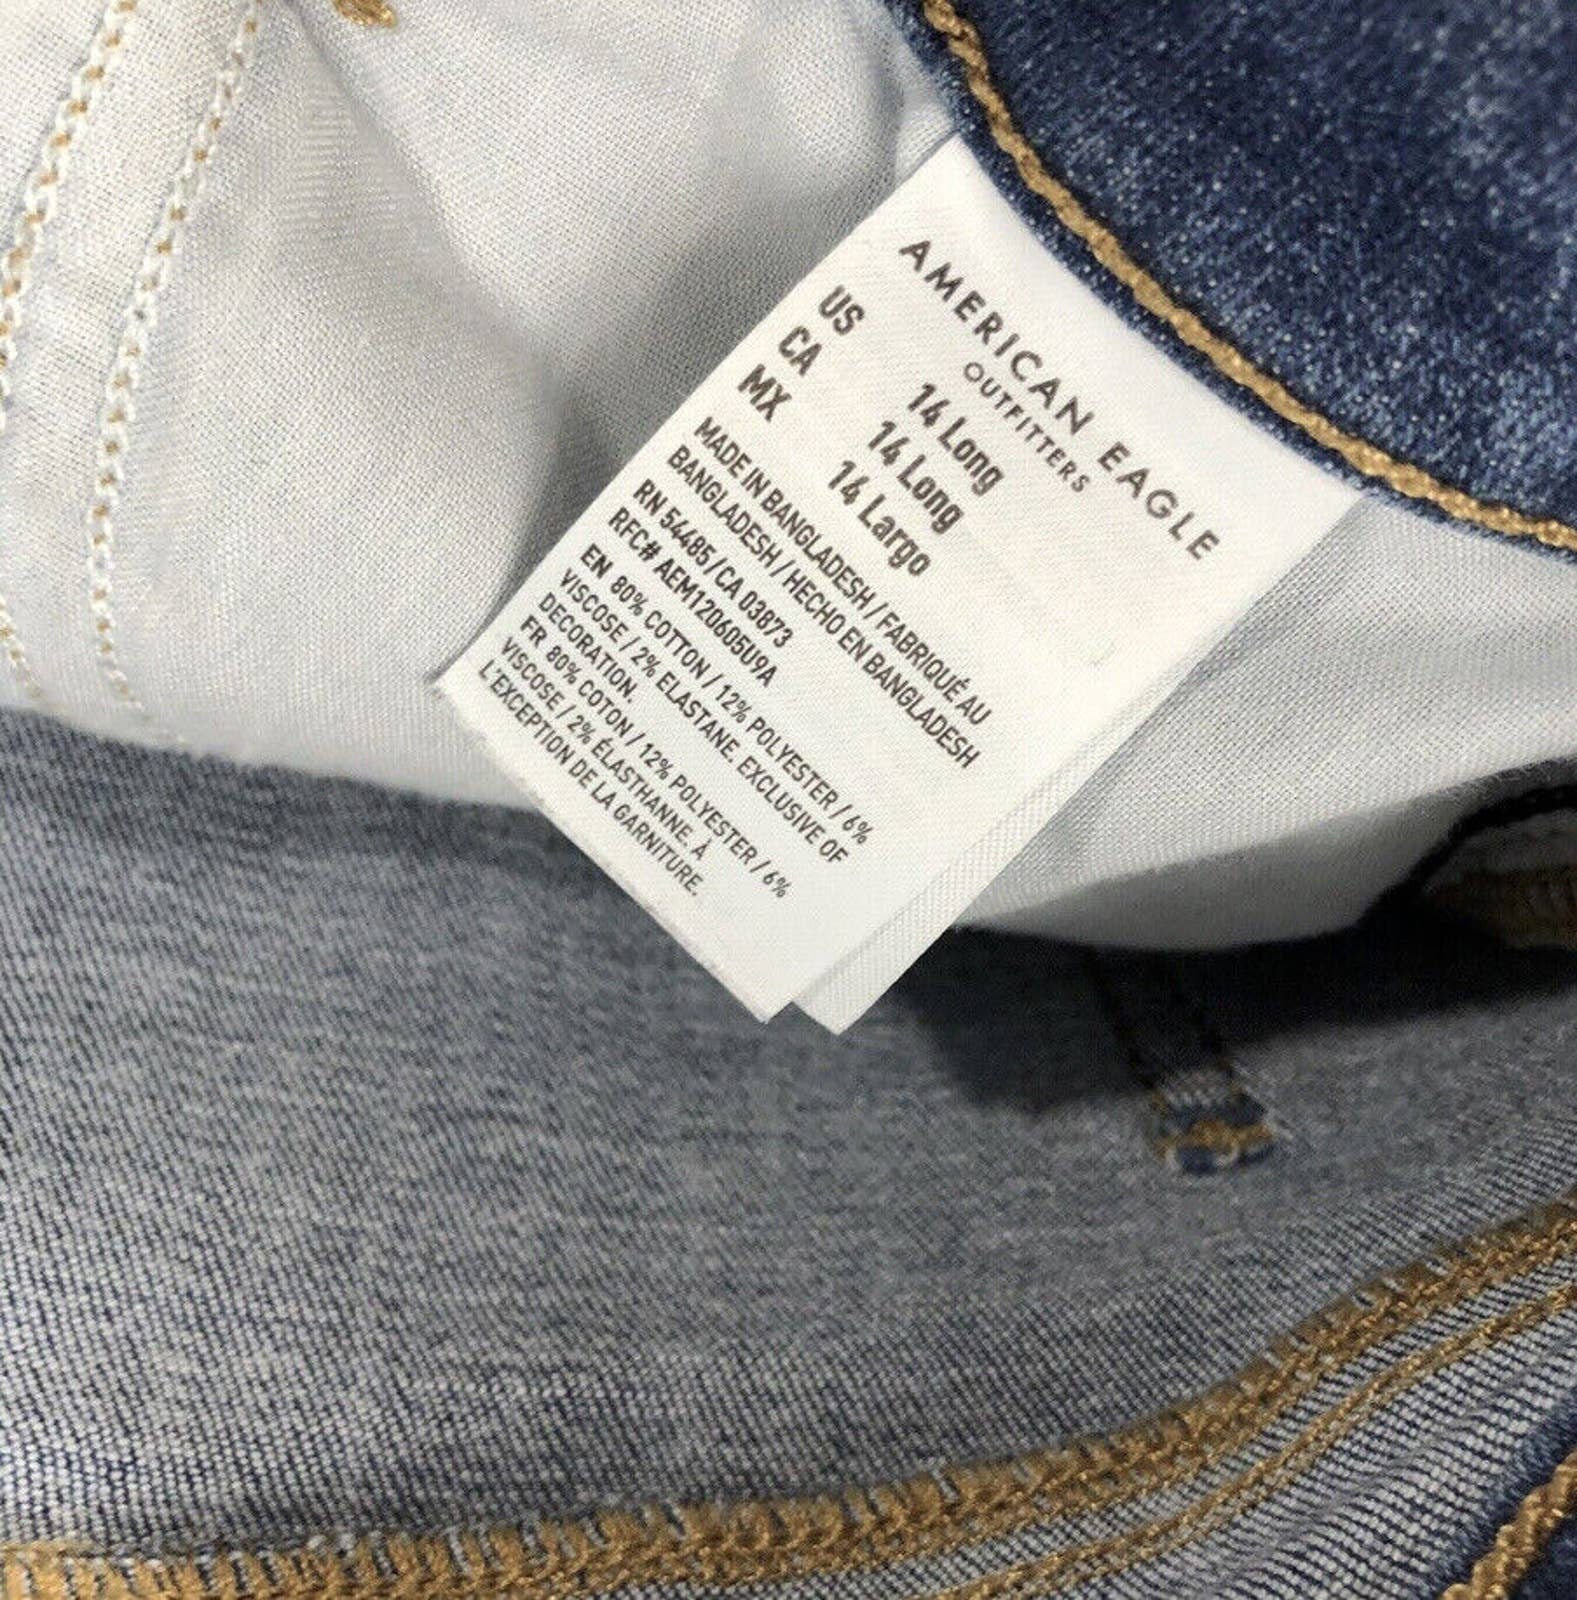 AMERICAN EAGLE
OUTFITTERS
US 14 Long
CA 14 Long
MX 14 Largo
MADE IN BANGLADESH / FABRIQUÉ AU
BANGLADESH / HECHO EN BANGLADESH
RN 54485 / CA 03873
RFC# AEM120605U9A
EN 80% COTTON / 12% POLYESTER / 6%
VISCOSE / 2% ELASTANE. EXCLUSIVE OF
DECORATION.
FR 80% COTON / 12% POLYESTER / 6%
VISCOSE / 2% ÉLASTHANNE. À
L'EXCEPTION DE LA GARNITURE.